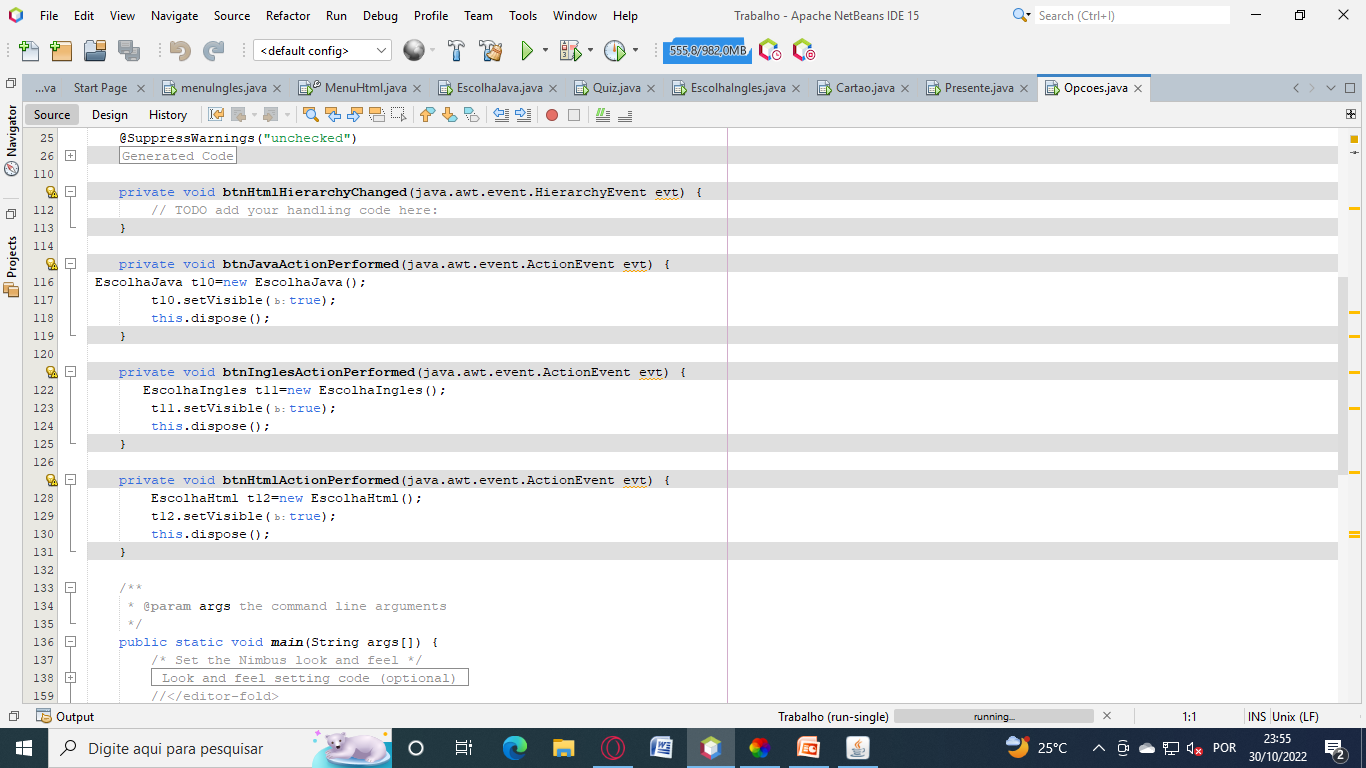 File Edit View Navigate Source Refactor Run Debug Profile Team Tools Window Help Trabalho - Apache NetBeans IDE 15 Search (Ctrl+I)
<default config> 555,8/982,0MB
...va Start Page menuIngles.java MenuHtml.java EscolhaJava.java Quiz.java EscolhaIngles.java Cartao.java Presente.java Opcoes.java
Source Design History
Navigator
Projects
25 @SuppressWarnings("unchecked")
26 Generated Code
110
private void btnHtmlHierarchyChanged(java.awt.event.HierarchyEvent evt) {
112 // TODO add your handling code here:
113 }
114
private void btnJavaActionPerformed(java.awt.event.ActionEvent evt) {
116 EscolhaJava t10=new EscolhaJava();
117 t10.setVisible(b:true);
118 this.dispose();
119 }
120
private void btnInglesActionPerformed(java.awt.event.ActionEvent evt) {
122 EscolhaIngles t11=new EscolhaIngles();
123 t11.setVisible(b:true);
124 this.dispose();
125 }
126
private void btnHtmlActionPerformed(java.awt.event.ActionEvent evt) {
128 EscolhaHtml t12=new EscolhaHtml();
129 t12.setVisible(b:true);
130 this.dispose();
131 }
132
133 /**
134 * @param args the command line arguments
135 */
136 public static void main(String args[]) {
137 /* Set the Nimbus look and feel */
138 Look and feel setting code (optional)
159 //</editor-fold>
Output Trabalho (run-single) running... 1:1 INS Unix (LF)
Digite aqui para pesquisar 25°C POR 23:55
30/10/2022 2